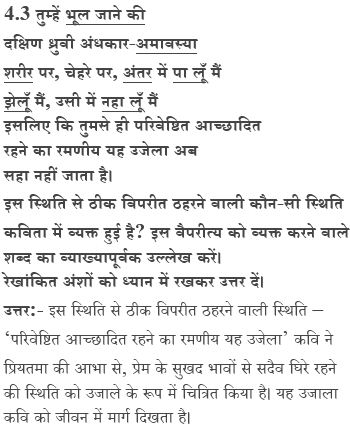 4.3 तुम्हें भूल जाने की
दक्षिण ध्रुवी अंधकार-अमावस्या
शरीर पर, चेहरे पर, अंतर में पा लूँ मैं
झेलूँ मैं, उसी में नहा लूँ मैं
इसलिए कि तुमसे ही परिवेष्टित आच्छादित
रहने का रमणीय यह उजेला अब
सहा नहीं जाता है।
इस स्थिति से ठीक विपरीत ठहरने वाली कौन-सी स्थिति
कविता में व्यक्त हुई है? इस वैपरीत्य को व्यक्त करने वाले
शब्द का व्याख्यापूर्वक उल्लेख करें।
रेखांकित अंशों को ध्यान में रखकर उत्तर दें।
उत्तर:- इस स्थिति से ठीक विपरीत ठहरने वाली स्थिति –
‘परिवेष्टित आच्छादित रहने का रमणीय यह उजेला’ कवि ने
प्रियतमा की आभा से, प्रेम के सुखद भावों से सदैव घिरे रहने
की स्थिति को उजाले के रूप में चित्रित किया है। यह उजाला
कवि को जीवन में मार्ग दिखता है।